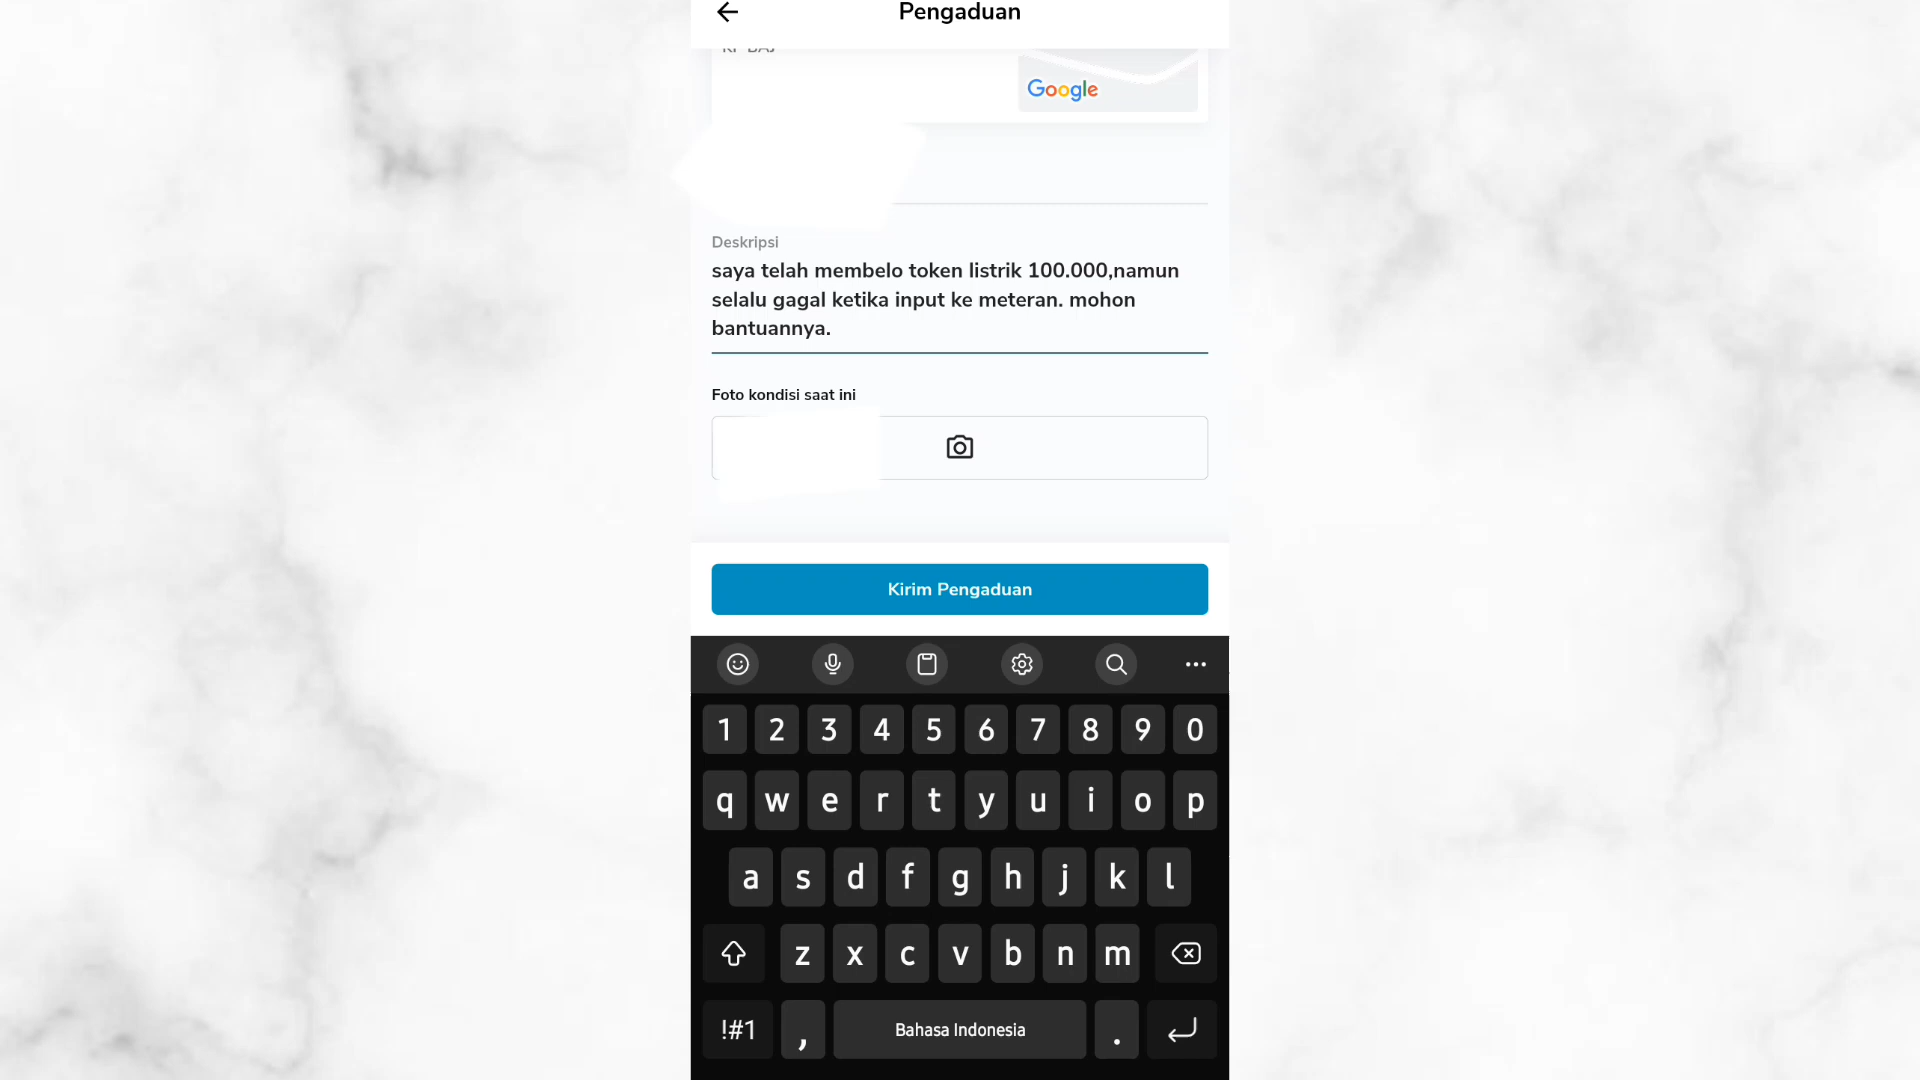 Pengaduan
Google
Deskripsi
saya telah membelo token listrik 100.000,namun
selalu gagal ketika input ke meteran. mohon
bantuannya.
Foto kondisi saat ini
Kirim Pengaduan
1 2 3 4 5 6 7 8 9 0
q w e r t y u i o p
a s d f g h j k l
z x c v b n m
!#1 , Bahasa Indonesia .